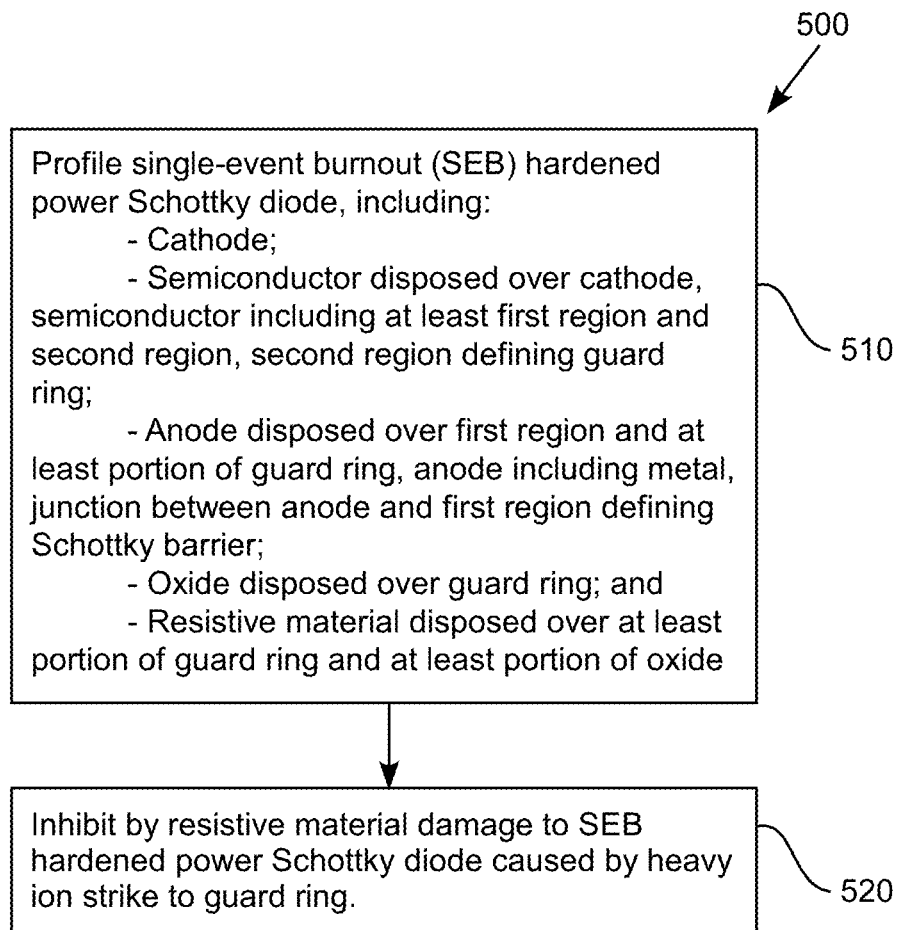 500
Profile single-event burnout (SEB) hardened
power Schottky diode, including:
- Cathode;
- Semiconductor disposed over cathode,
semiconductor including at least first region and
second region, second region defining guard
ring;
- Anode disposed over first region and at
least portion of guard ring, anode including metal,
junction between anode and first region defining
Schottky barrier;
- Oxide disposed over guard ring; and
- Resistive material disposed over at least
portion of guard ring and at least portion of oxide
510
Inhibit by resistive material damage to SEB
hardened power Schottky diode caused by heavy
ion strike to guard ring.
520